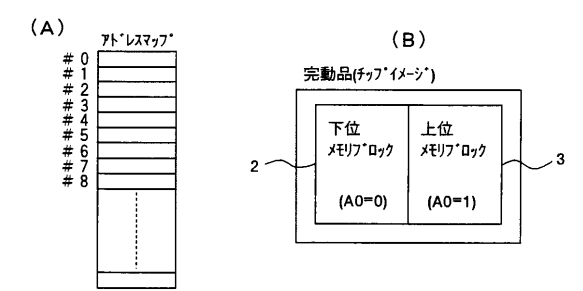 (A)
アドレスマップ
# 0
# 1
# 2
# 3
# 4
# 5
# 6
# 7
# 8
(B)
完動品(チップイメージ)
下位
メモリブロック
(A0=0)
上位
メモリブロック
(A0=1)
2
3